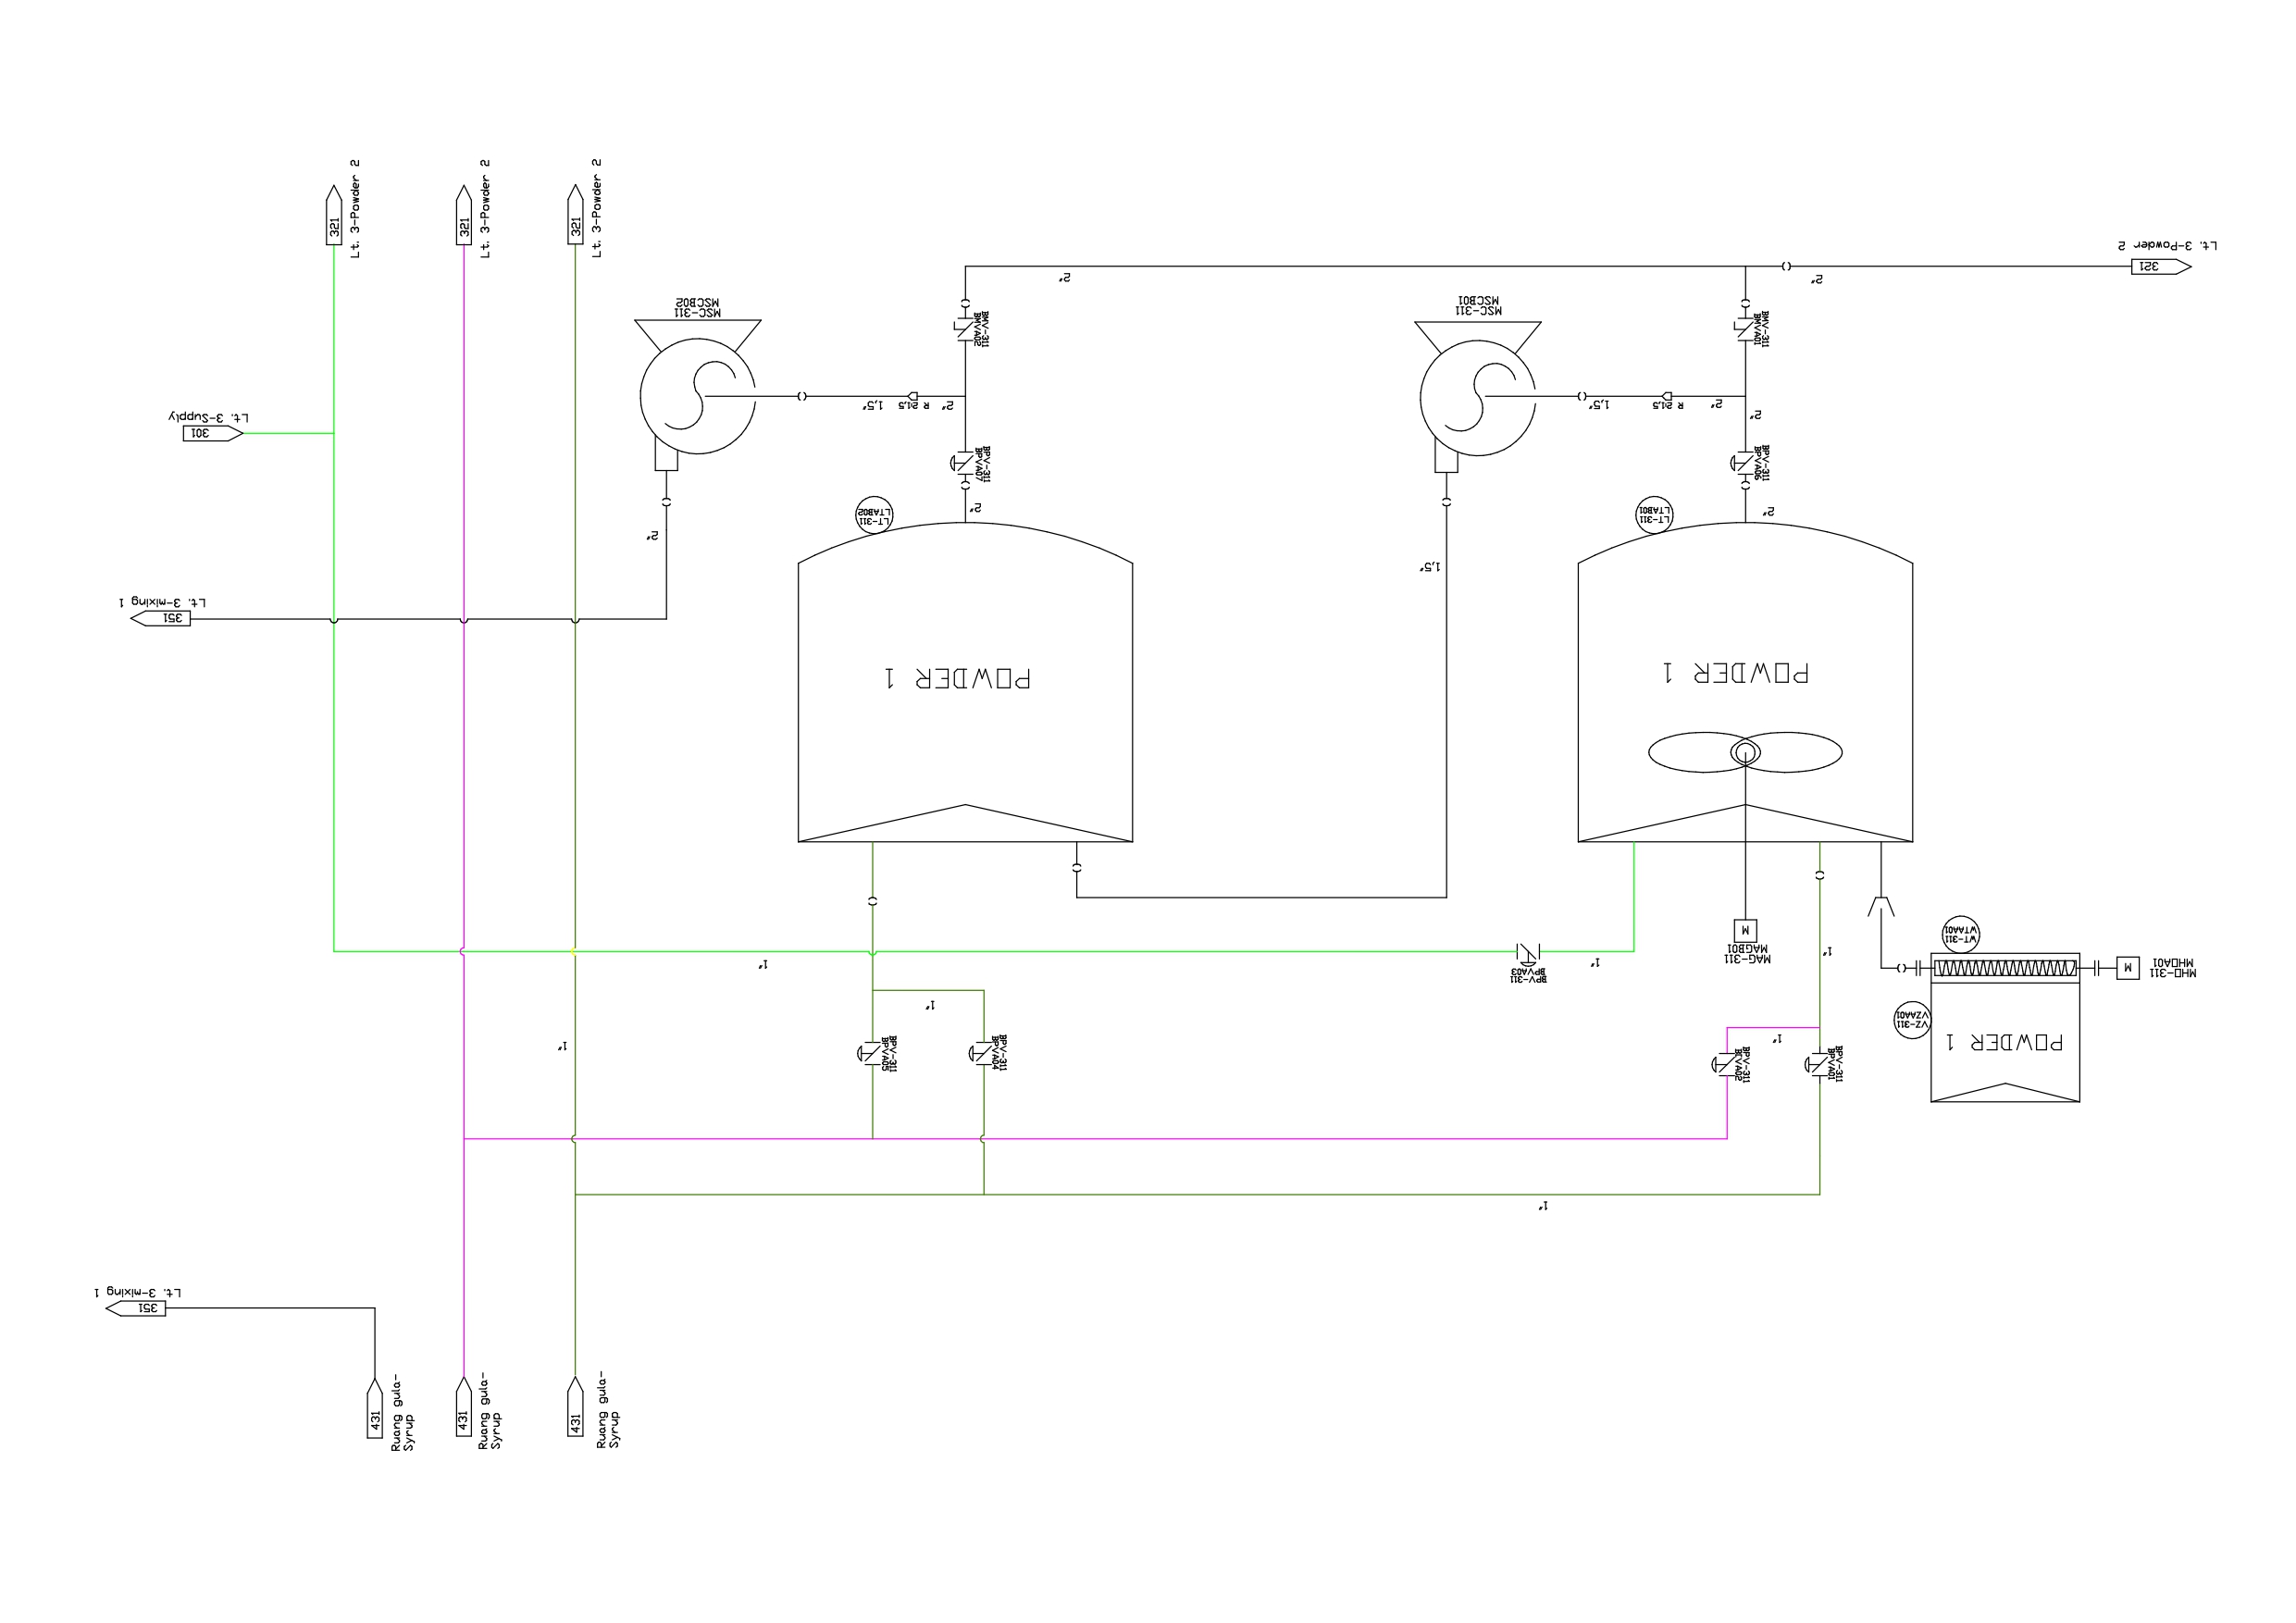 321
Lt. 3-Powder 2
321
Lt. 3-Powder 2
321
Lt. 3-Powder 2
Lt. 3-Powder 2
321
2"
2"
MSC-311
MSCB02
MSC-311
MSCB01
BMV-311
BMVA02
BMV-311
BMVA01
Lt. 3-Supply
301
1,5"
2"
1,5"
2"
2"
BPV-311
BPVA07
BPV-311
BPVA06
2"
2"
LT-311
LTAB02
LT-311
LTAB01
2"
1,5"
Lt. 3-mixing 1
351
POWDER 1
POWDER 1
M
MAG-311
MAGB01
WT-311
WTAA01
1"
1"
1"
BPV-311
BPVA03
M
MHO-311
MHOA01
1"
VZ-311
VZAA01
POWDER 1
1"
1"
BPV-311
BPVA05
BPV-311
BPVA04
BPV-311
BPV-311
BPVA01
1"
Lt. 3-mixing 1
351
431
Ruang gula-
Syrup
431
Ruang gula-
Syrup
431
Ruang gula-
Syrup